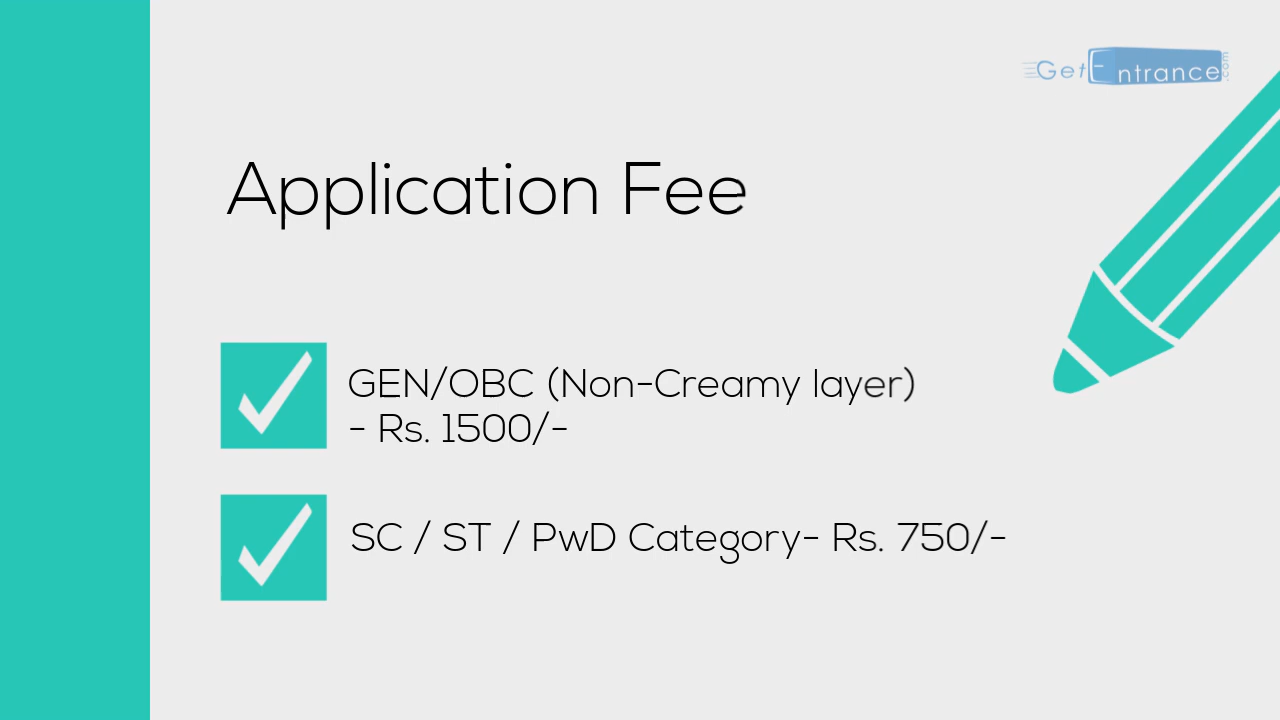 GetEntrance.com
Application Fee
GEN/OBC (Non-Creamy layer)
- Rs. 1500/-
SC / ST / PwD Category- Rs. 750/-